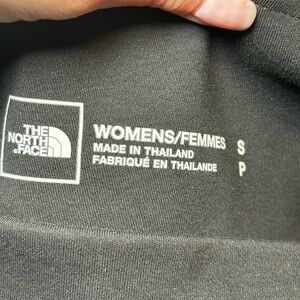 THE
NORTH
FACE
WOMENS/FEMMES
MADE IN THAILAND
FABRIQUÉ EN THAILANDE
S
P